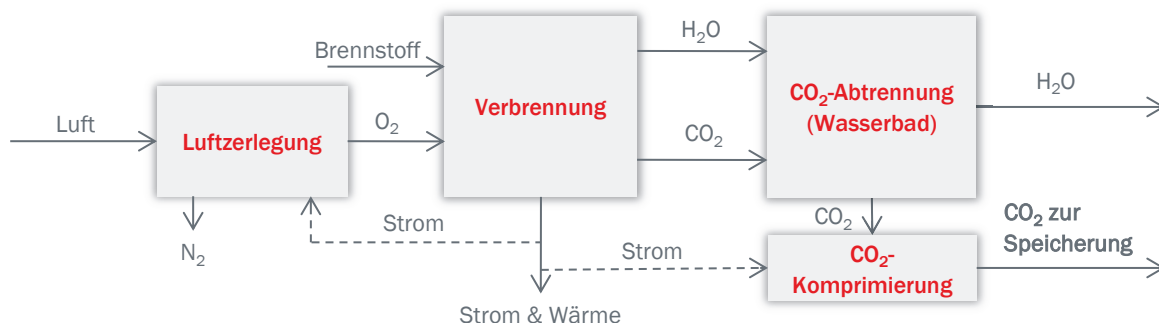 Brennstoff
Luft
Luftzerlegung
O₂
N₂
Verbrennung
H₂O
CO₂
Strom
Strom
Strom & Wärme
CO₂-Abtrennung
(Wasserbad)
H₂O
CO₂
CO₂-
Komprimierung
CO₂ zur
Speicherung